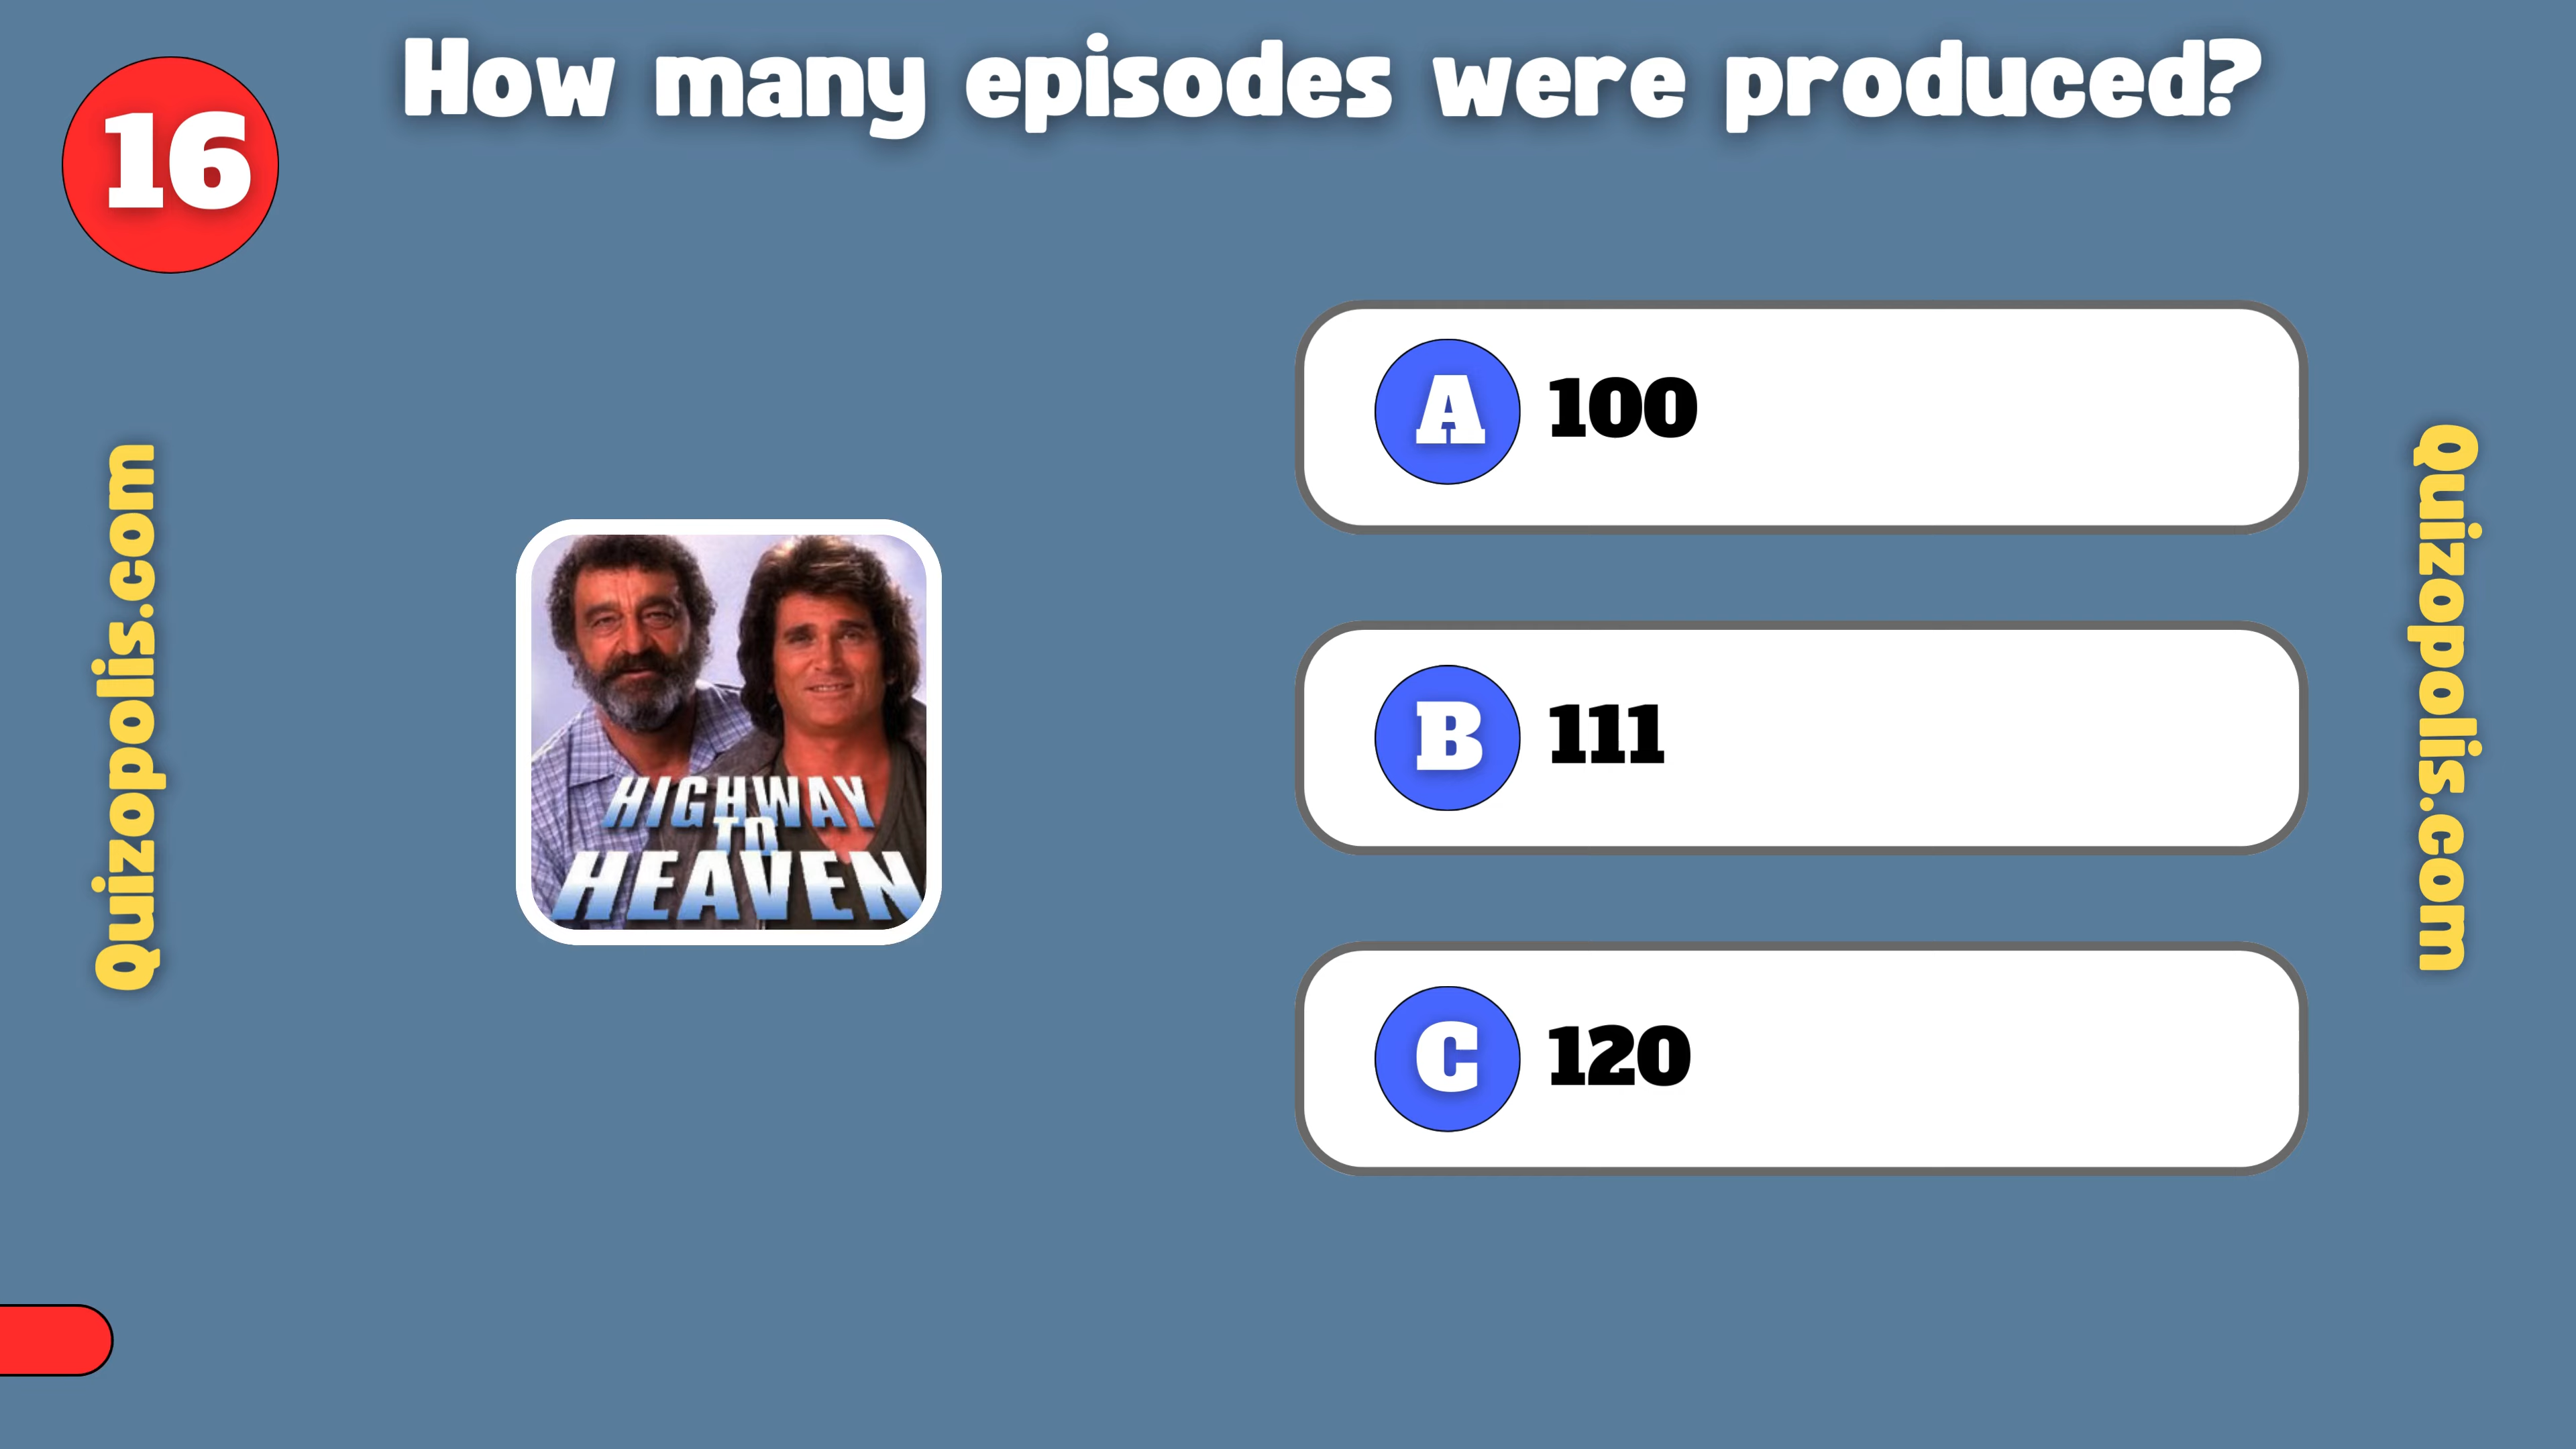 How many episodes were produced?
16
Quizopolis.com
HIGHWAY
TO
HEAVEN
A 100
B 111
C 120
Quizopolis.com